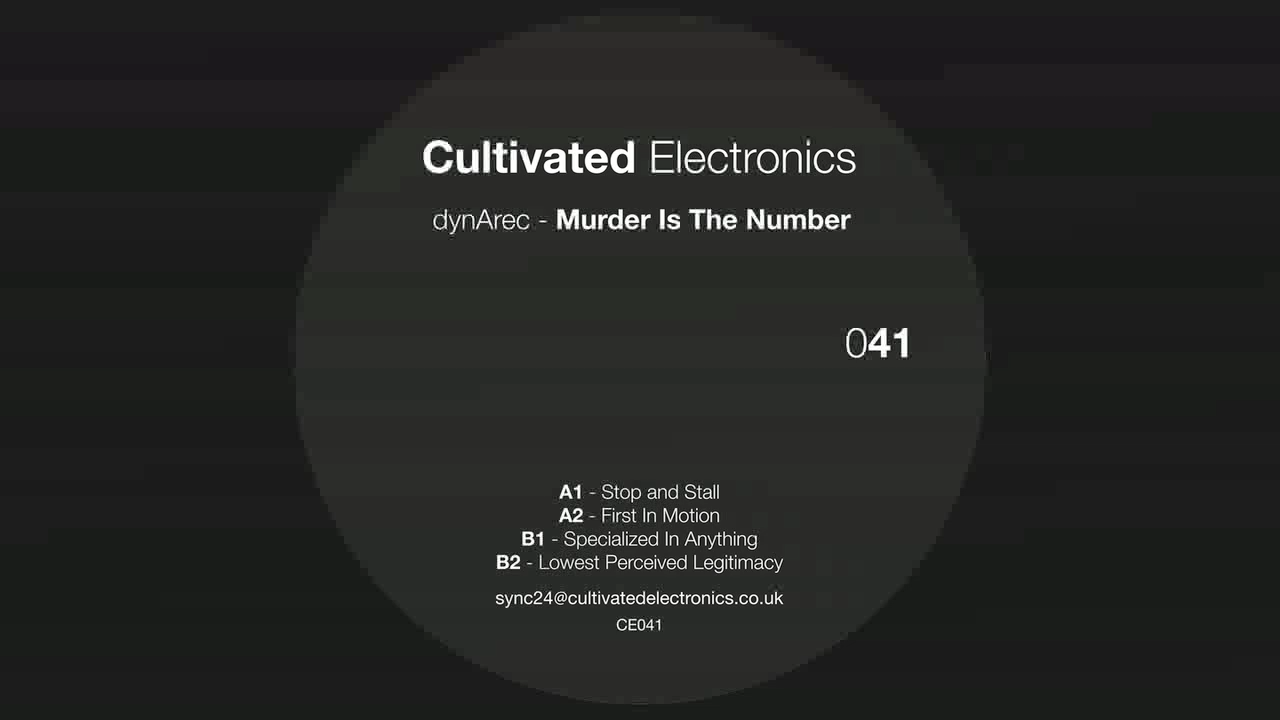 Cultivated Electronics
dynArec - Murder Is The Number
041
A1 - Stop and Stall
A2 - First In Motion
B1 - Specialized In Anything
B2 - Lowest Perceived Legitimacy
sync24@cultivatedelectronics.co.uk
CE041